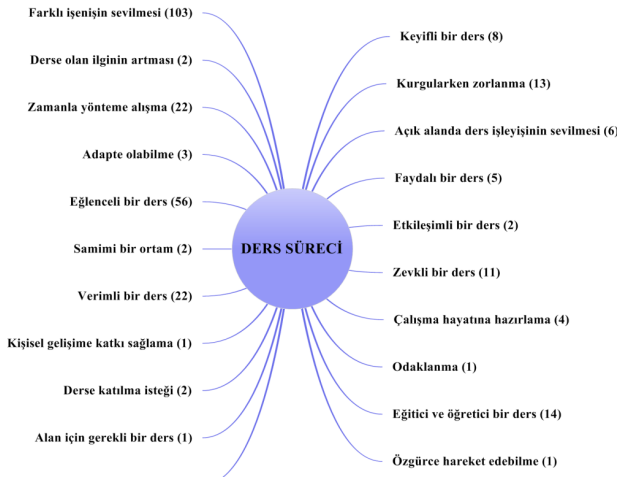 Farklı işenişin sevilmesi (103)
Derse olan ilginin artması (2)
Zamanla yönteme alışma (22)
Adapte olabilme (3)
Eğlenceli bir ders (56)
Samimi bir ortam (2)
Verimli bir ders (22)
Kişisel gelişime katkı sağlama (1)
Derse katılma isteği (2)
Alan için gerekli bir ders (1)
DERS SÜRECİ
Keyifli bir ders (8)
Kurgularken zorlanma (13)
Açık alanda ders işleyişinin sevilmesi (6)
Faydalı bir ders (5)
Etkileşimli bir ders (2)
Zevkli bir ders (11)
Çalışma hayatına hazırlama (4)
Odaklanma (1)
Eğitici ve öğretici bir ders (14)
Özgürce hareket edebilme (1)